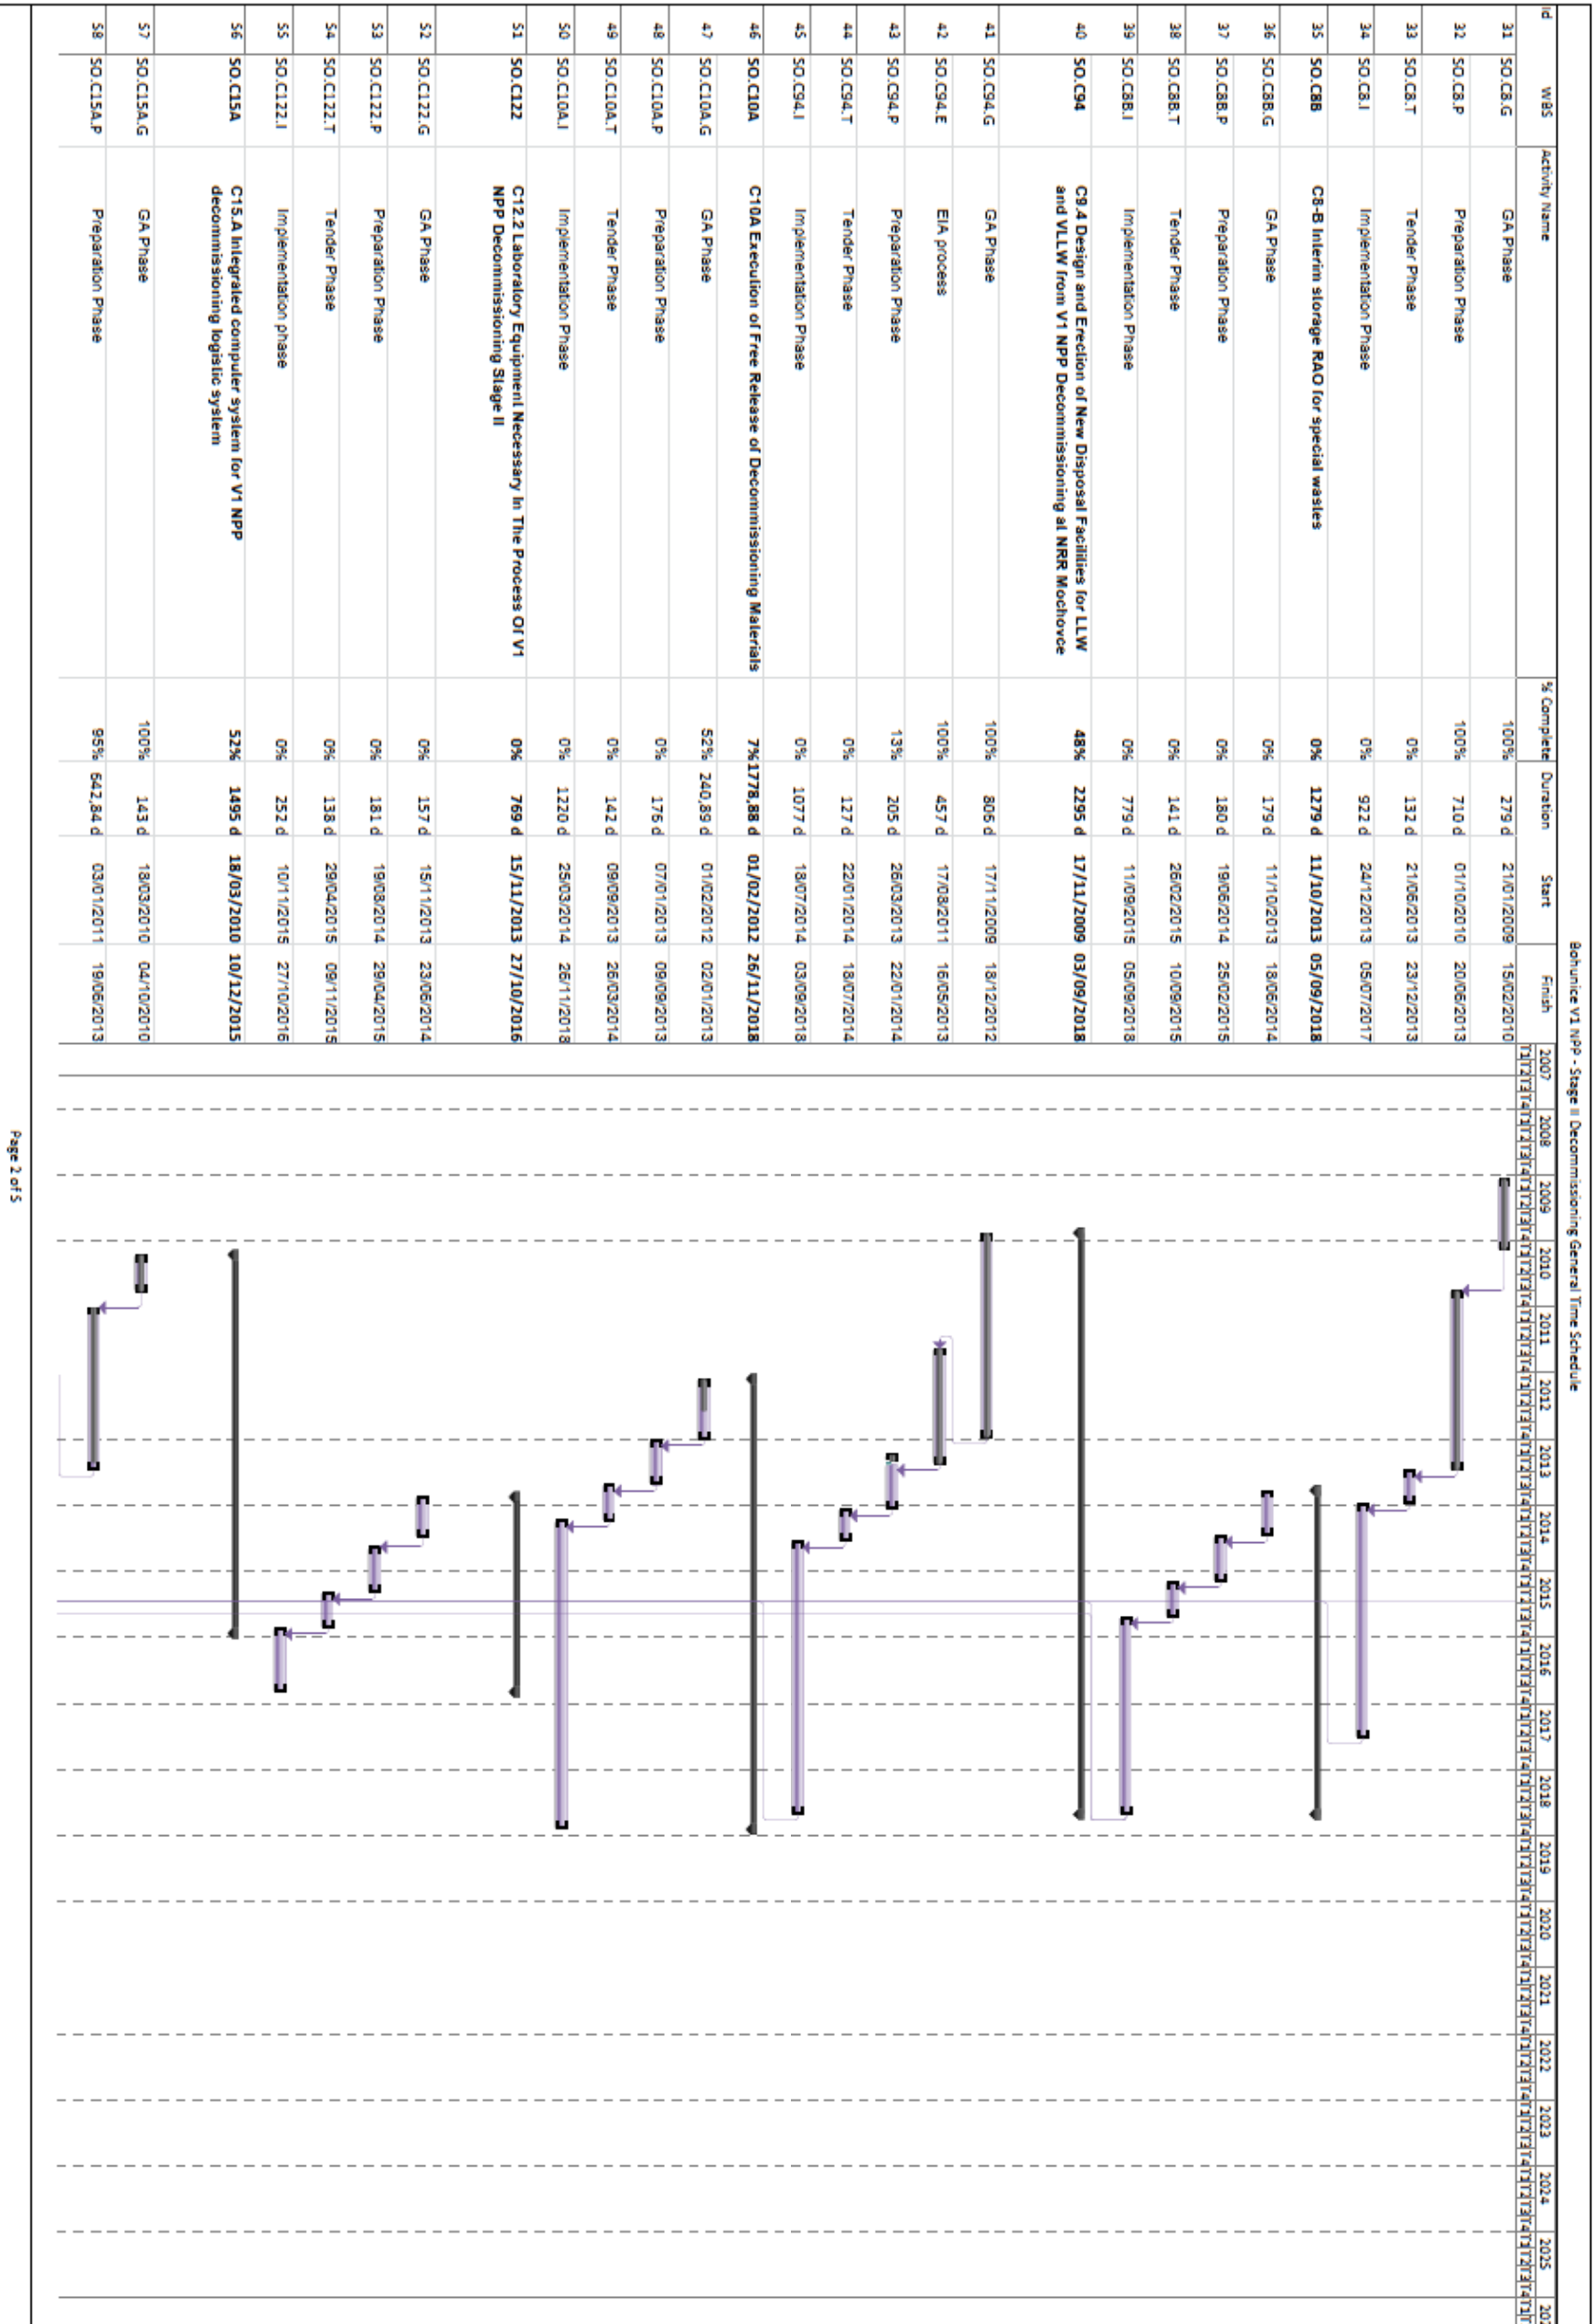 Bohunice V1 NPP - Stage II Decommissioning General Time Schedule
Id WBS Activity Name % Complete Duration Start Finish 2007 2008 2009 2010 2011 2012 2013 2014 2015 2016 2017 2018 2019 2020 2021 2022 2023 2024 2025 202
T1T2T3T4T1T2T3T4T1T2T3T4T1T2T3T4T1T2T3T4T1T2T3T4T1T2T3T4T1T2T3T4T1T2T3T4T1T2T3T4T1T2T3T4T1T2T3T4T1T2T3T4T1T2T3T4T1T2T3T4T1T2T3T4T1T2T3T4T1T2T3T4T1T2T3T4T1T
31 SO.C8.G GA Phase 100% 279 d 21/01/2009 15/02/2010
32 SO.C8.P Preparation Phase 100% 710 d 01/10/2010 20/06/2013
33 SO.C8.T Tender Phase 0% 132 d 21/06/2013 23/12/2013
34 SO.C8.I Implementation Phase 0% 922 d 24/12/2013 05/07/2017
35 SO.C8B C8-B Interim storage RAO for special wastes 0% 1279 d 11/10/2013 05/09/2018
36 SO.C8B.G GA Phase 0% 179 d 11/10/2013 18/06/2014
37 SO.C8B.P Preparation Phase 0% 180 d 19/06/2014 25/02/2015
38 SO.C8B.T Tender Phase 0% 141 d 26/02/2015 10/09/2015
39 SO.C8B.I Implementation Phase 0% 779 d 11/09/2015 05/09/2018
40 SO.C94 C9.4 Design and Erection of New Disposal Facilities for LLW
and VLLW from V1 NPP Decommissioning at NRR Mochovce 48% 2295 d 17/11/2009 03/09/2018
41 SO.C94.G GA Phase 100% 806 d 17/11/2009 18/12/2012
42 SO.C94.E EIA process 100% 457 d 17/08/2011 16/05/2013
43 SO.C94.P Preparation Phase 13% 205 d 26/03/2013 22/01/2014
44 SO.C94.T Tender Phase 0% 127 d 22/01/2014 18/07/2014
45 SO.C94.I Implementation Phase 0% 1077 d 18/07/2014 03/09/2018
46 SO.C10A C10A Execution of Free Release of Decommissioning Materials 7% 1778,88 d 01/02/2012 26/11/2018
47 SO.C10A.G GA Phase 52% 240,89 d 01/02/2012 02/01/2013
48 SO.C10A.P Preparation Phase 0% 176 d 07/01/2013 09/09/2013
49 SO.C10A.T Tender Phase 0% 142 d 09/09/2013 26/03/2014
50 SO.C10A.I Implementation Phase 0% 1220 d 25/03/2014 26/11/2018
51 SO.C122 C12.2 Laboratory Equipment Necessary In The Process Of V1
NPP Decommissioning Stage II 0% 769 d 15/11/2013 27/10/2016
52 SO.C122.G GA Phase 0% 157 d 15/11/2013 23/06/2014
53 SO.C122.P Preparation Phase 0% 181 d 19/08/2014 29/04/2015
54 SO.C122.T Tender Phase 0% 138 d 29/04/2015 09/11/2015
55 SO.C122.I Implementation phase 0% 252 d 10/11/2015 27/10/2016
56 SO.C15A C15.A Integrated computer system for V1 NPP
decommissioning logistic system 52% 1495 d 18/03/2010 10/12/2015
57 SO.C15A.G GA Phase 100% 143 d 18/03/2010 04/10/2010
58 SO.C15A.P Preparation Phase 95% 642,84 d 03/01/2011 19/06/2013
Page 2 of 5